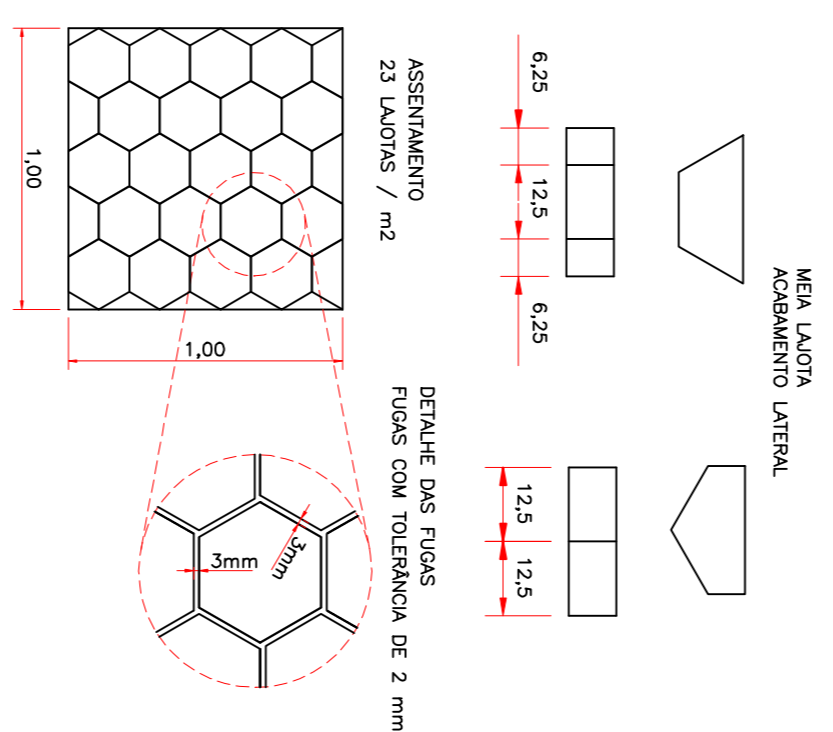 MEIA LAJOTA
ACABAMENTO LATERAL
6,25
12,5
6,25
12,5
12,5
ASSENTAMENTO
23 LAJOTAS / m2
1,00
1,00
DETALHE DAS FUGAS
FUGAS COM TOLERÂNCIA DE 2 mm
3mm
3mm